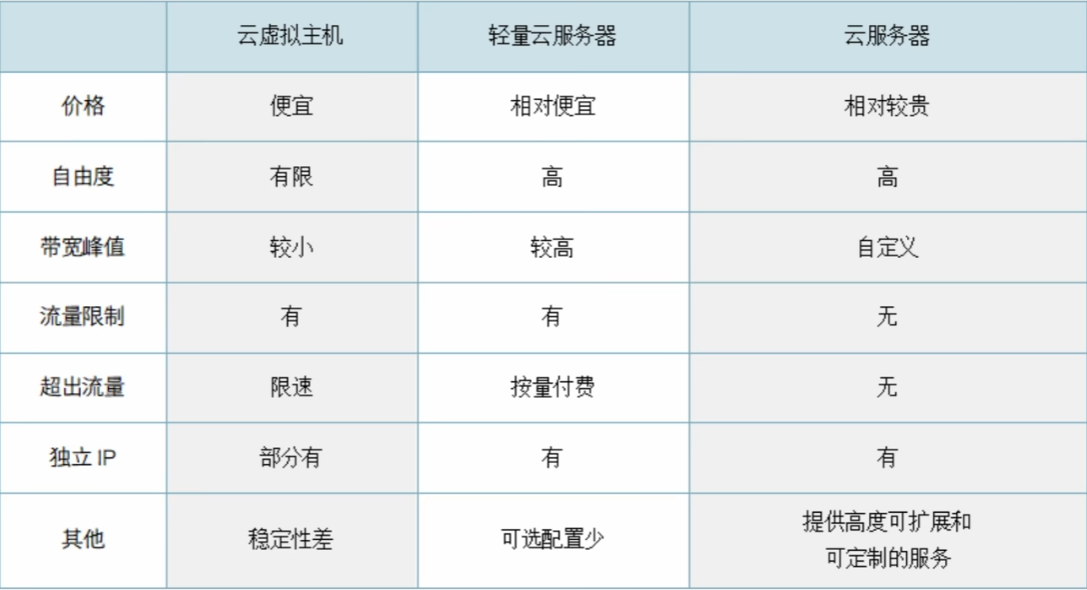 云虚拟主机 轻量云服务器 云服务器
价格 便宜 相对便宜 相对较贵
自由度 有限 高 高
带宽峰值 较小 较高 自定义
流量限制 有 有 无
超出流量 限速 按量付费 无
独立 IP 部分有 有 有
其他 稳定性差 可选配置少 提供高度可扩展和
可定制的服务